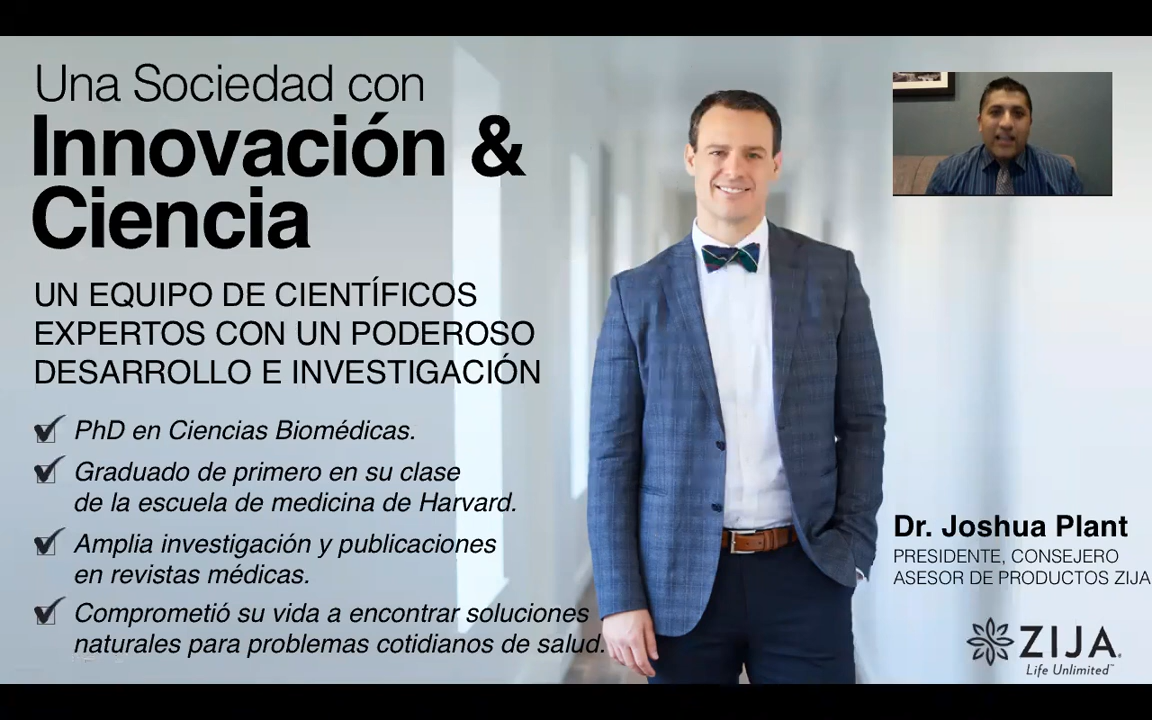 Una Sociedad con
Innovación &
Ciencia
UN EQUIPO DE CIENTÍFICOS
EXPERTOS CON UN PODEROSO
DESARROLLO E INVESTIGACIÓN
PhD en Ciencias Biomédicas.
Graduado de primero en su clase
de la escuela de medicina de Harvard.
Amplia investigación y publicaciones
en revistas médicas.
Comprometió su vida a encontrar soluciones
naturales para problemas cotidianos de salud.
Dr. Joshua Plant
PRESIDENTE, CONSEJERO
ASESOR DE PRODUCTOS ZIJA
ZIJA®
Life Unlimited™